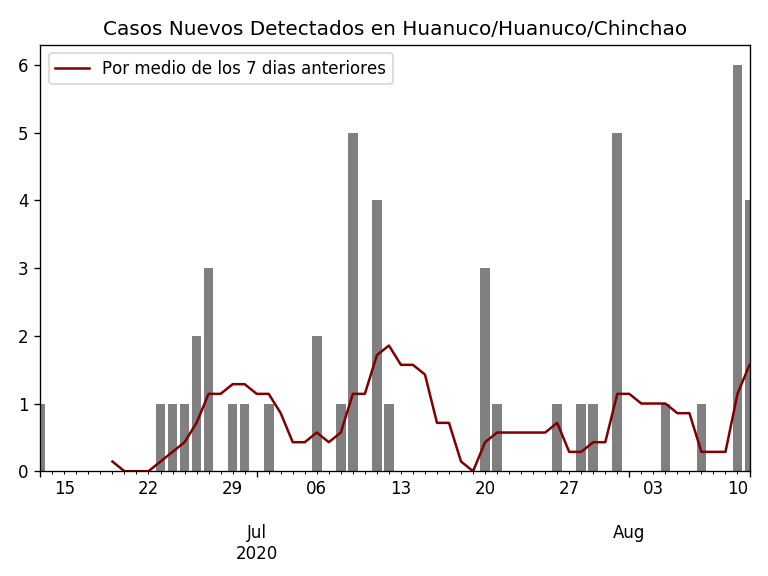 Casos Nuevos Detectados en Huanuco/Huanuco/Chinchao
Por medio de los 7 dias anteriores
6
5
4
3
2
1
0
15 22 29 06 13 20 27 03 10
Jul Aug
2020